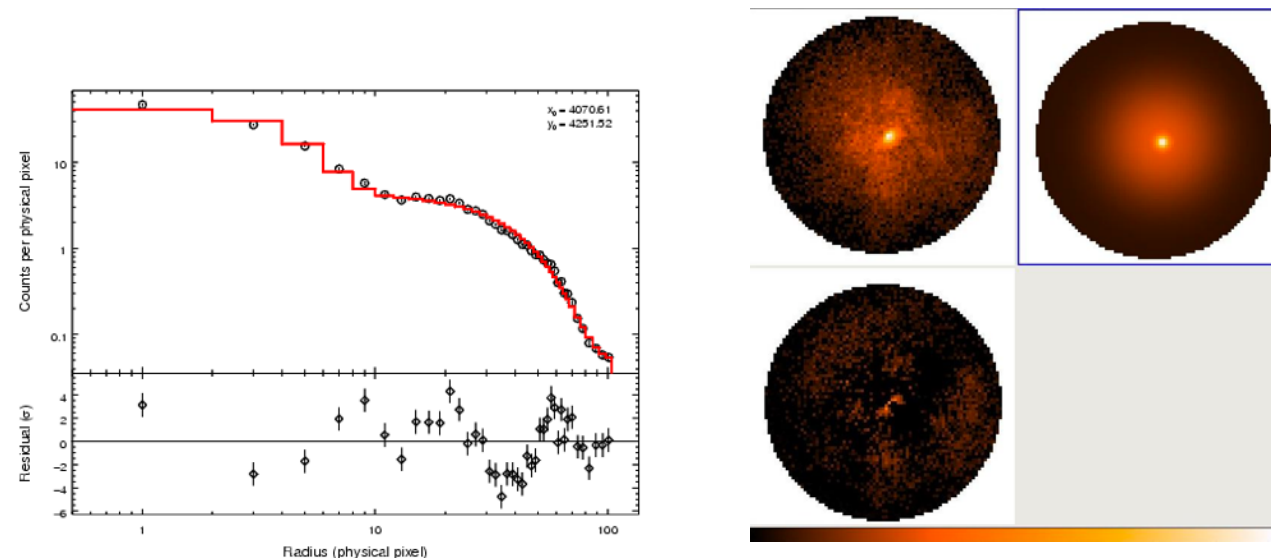 x₀ = 4070.61
y₀ = 4251.52
Counts per physical pixel
10
1
0.1
Residual (σ)
4
2
0
−2
−4
−6
1
10
100
Radius (physical pixel)